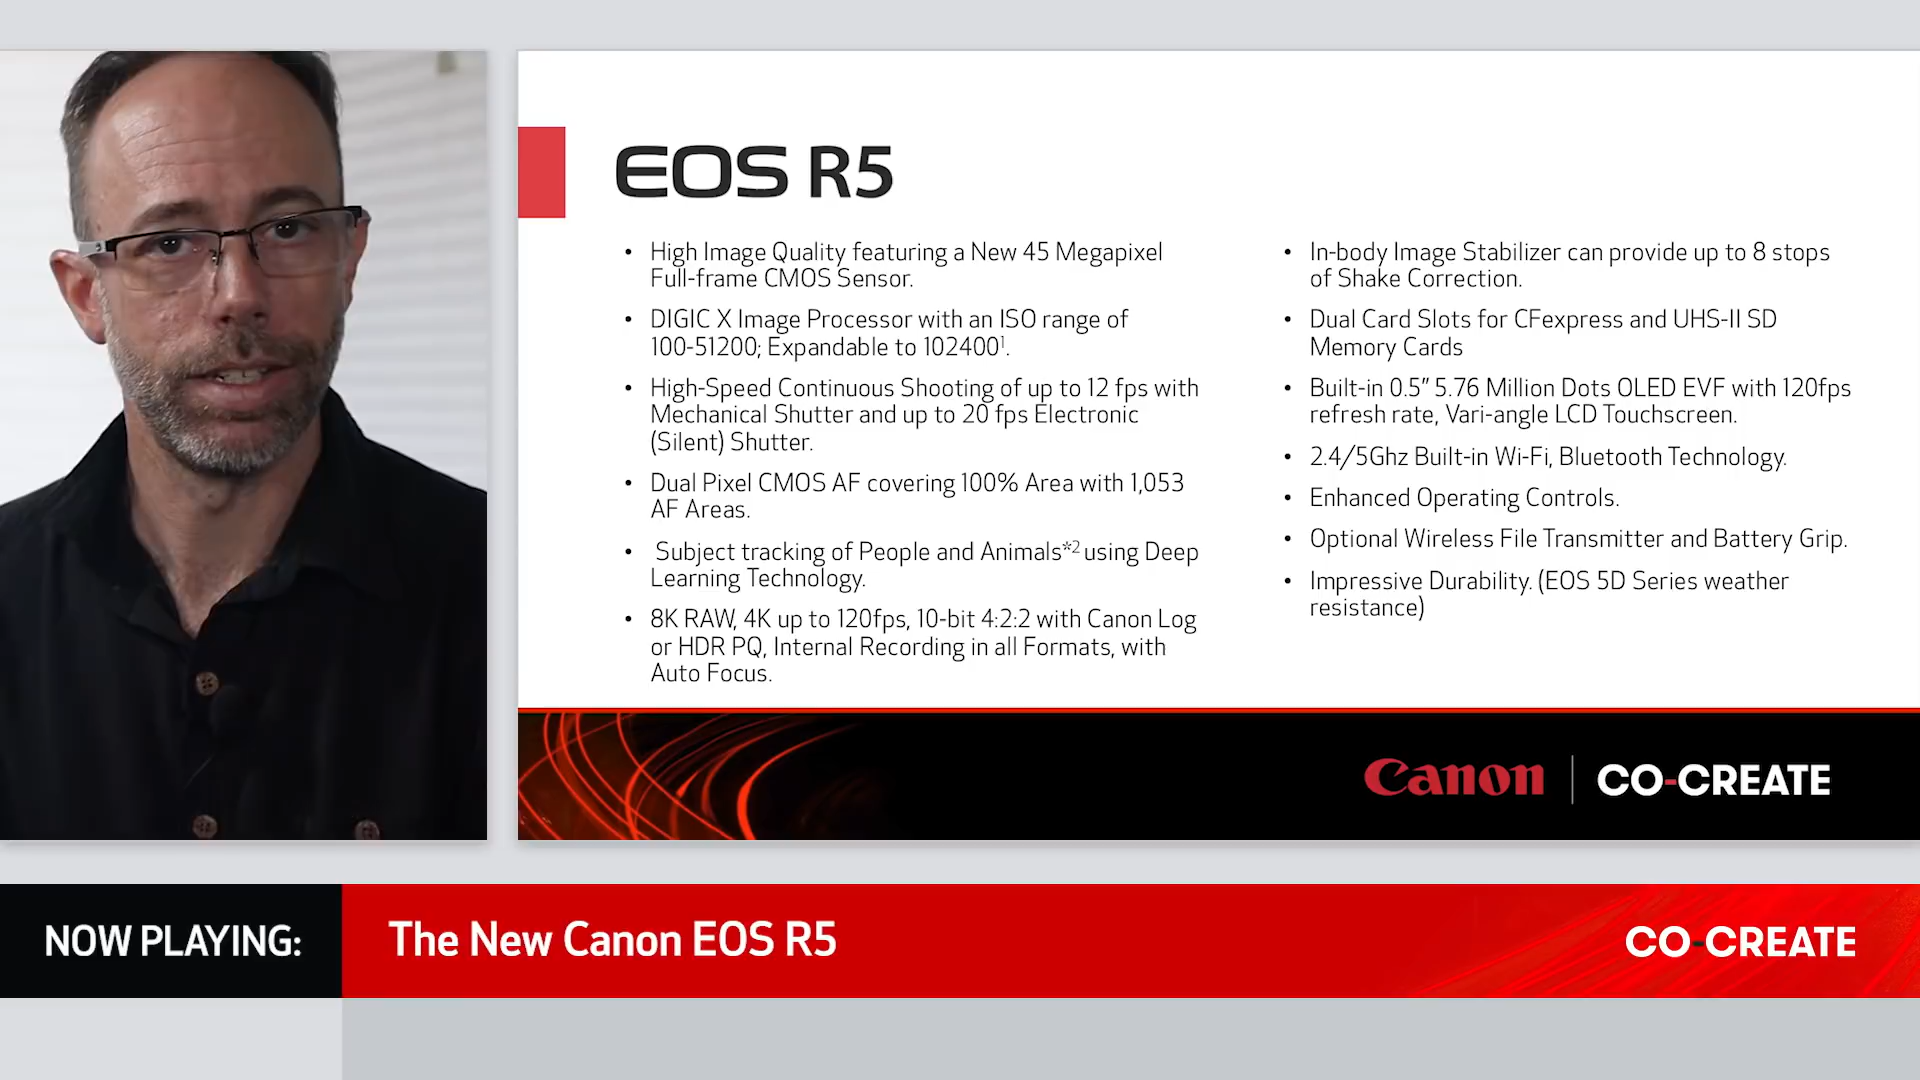 EOS R5
• High Image Quality featuring a New 45 Megapixel
Full-frame CMOS Sensor.
• DIGIC X Image Processor with an ISO range of
100-51200; Expandable to 102400¹.
• High-Speed Continuous Shooting of up to 12 fps with
Mechanical Shutter and up to 20 fps Electronic
(Silent) Shutter.
• Dual Pixel CMOS AF covering 100% Area with 1,053
AF Areas.
• Subject tracking of People and Animals*² using Deep
Learning Technology.
• 8K RAW, 4K up to 120fps, 10-bit 4:2:2 with Canon Log
or HDR PQ, Internal Recording in all Formats, with
Auto Focus.
• In-body Image Stabilizer can provide up to 8 stops
of Shake Correction.
• Dual Card Slots for CFexpress and UHS-II SD
Memory Cards
• Built-in 0.5″ 5.76 Million Dots OLED EVF with 120fps
refresh rate, Vari-angle LCD Touchscreen.
• 2.4/5Ghz Built-in Wi-Fi, Bluetooth Technology.
• Enhanced Operating Controls.
• Optional Wireless File Transmitter and Battery Grip.
• Impressive Durability. (EOS 5D Series weather
resistance)
Canon | CO-CREATE
NOW PLAYING: The New Canon EOS R5 CO-CREATE